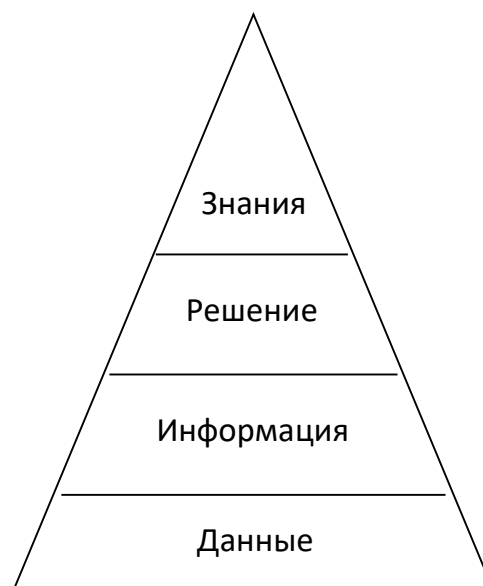 Знания
Решение
Информация
Данные